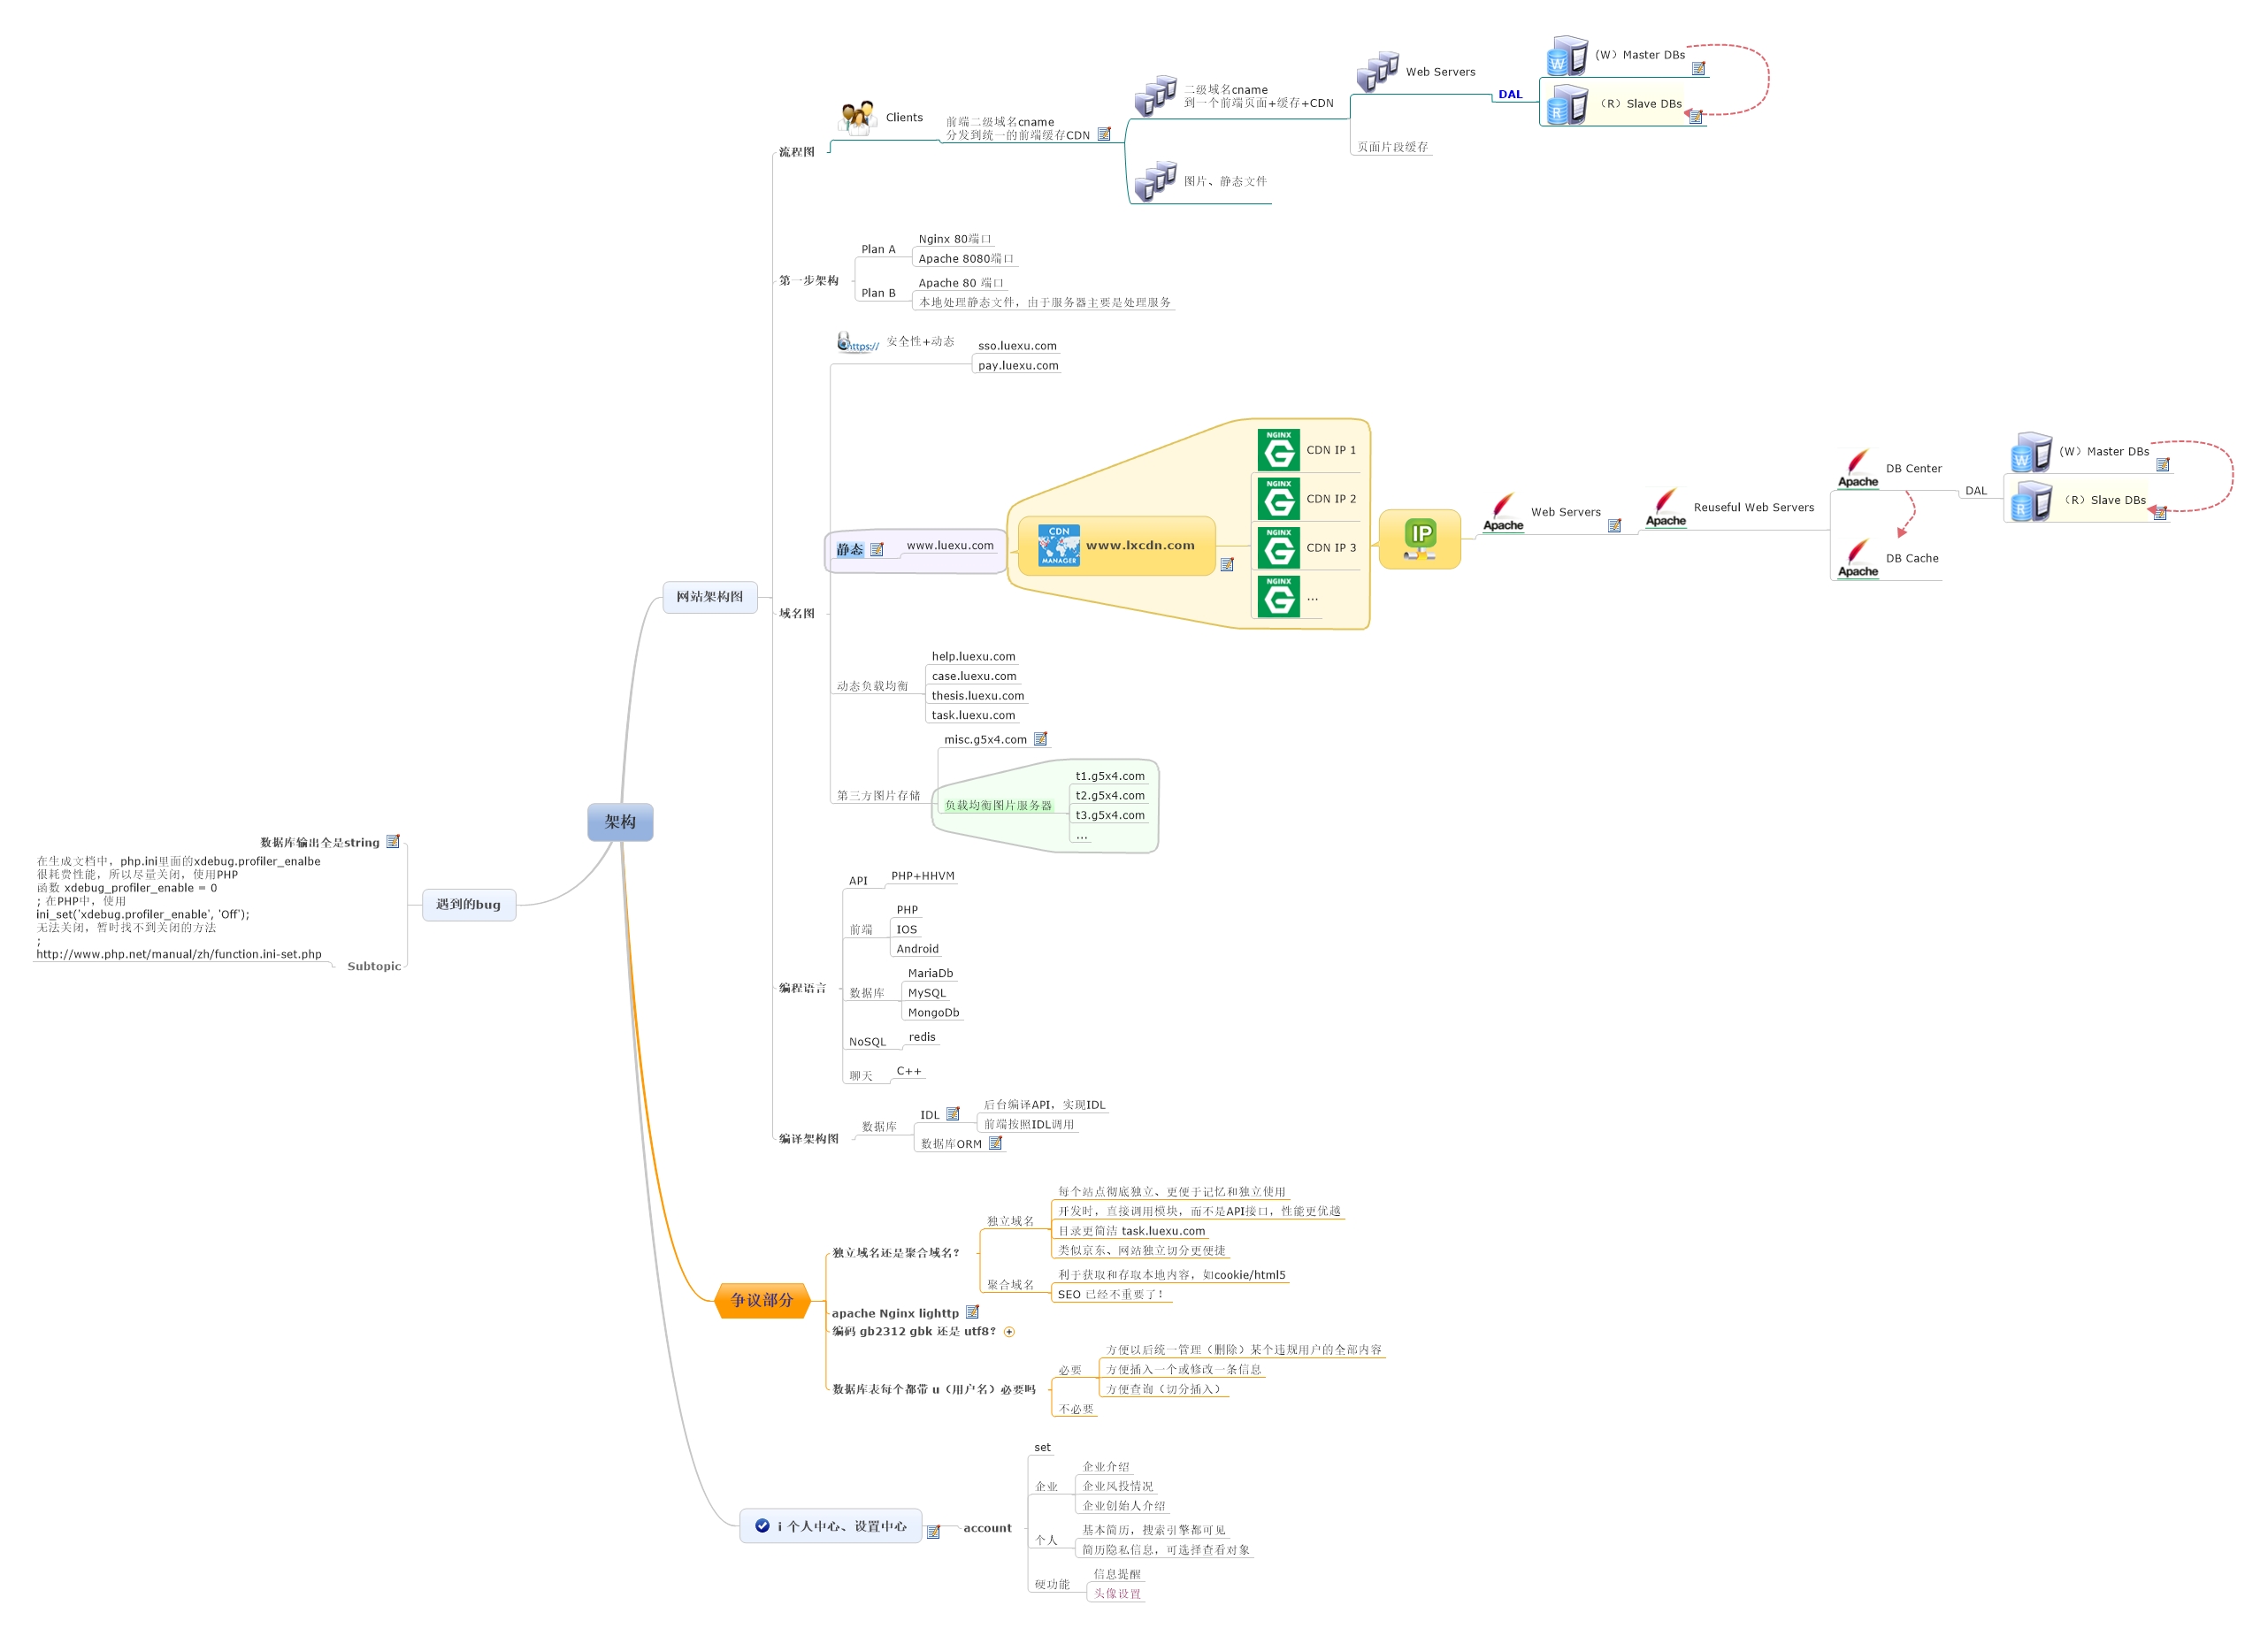 架构
网站架构图
流程图
Clients
前端二级域名cname
分发到统一的前端缓存CDN
二级域名cname
到一个前端页面+缓存+CDN
Web Servers
DAL
W
(W）Master DBs
R
（R）Slave DBs
页面片段缓存
图片、静态文件
第一步架构
Plan A
Nginx 80端口
Apache 8080端口
Plan B
Apache 80 端口
本地处理静态文件，由于服务器主要是处理服务
域名图
https://
安全性+动态
sso.luexu.com
pay.luexu.com
静态
www.luexu.com
CDN
MANAGER
www.lxcdn.com
NGINX
CDN IP 1
NGINX
CDN IP 2
NGINX
CDN IP 3
NGINX
...
IP
Apache
Web Servers
Apache
Reuseful Web Servers
Apache
DB Center
DAL
W
(W）Master DBs
R
（R）Slave DBs
Apache
DB Cache
动态负载均衡
help.luexu.com
case.luexu.com
thesis.luexu.com
task.luexu.com
第三方图片存储
misc.g5x4.com
负载均衡图片服务器
t1.g5x4.com
t2.g5x4.com
t3.g5x4.com
...
编程语言
API
PHP+HHVM
前端
PHP
IOS
Android
数据库
MariaDb
MySQL
MongoDb
NoSQL
redis
聊天
C++
编译架构图
数据库
IDL
后台编译API，实现IDL
前端按照IDL调用
数据库ORM
遇到的bug
数据库输出全是string
Subtopic
在生成文档中，php.ini里面的xdebug.profiler_enalbe
很耗费性能，所以尽量关闭，使用PHP
函数 xdebug_profiler_enable = 0
; 在PHP中，使用
ini_set('xdebug.profiler_enable', 'Off');
无法关闭，暂时找不到关闭的方法
;
http://www.php.net/manual/zh/function.ini-set.php
争议部分
独立域名还是聚合域名？
独立域名
每个站点彻底独立、更便于记忆和独立使用
开发时，直接调用模块，而不是API接口，性能更优越
目录更简洁 task.luexu.com
类似京东、网站独立切分更便捷
聚合域名
利于获取和存取本地内容，如cookie/html5
SEO 已经不重要了！
apache Nginx lighttp
编码 gb2312 gbk 还是 utf8？
数据库表每个都带 u（用户名）必要吗
必要
方便以后统一管理（删除）某个违规用户的全部内容
方便插入一个或修改一条信息
方便查询（切分插入）
不必要
i 个人中心、设置中心
account
set
企业
企业介绍
企业风投情况
企业创始人介绍
个人
基本简历，搜索引擎都可见
简历隐私信息，可选择查看对象
硬功能
信息提醒
头像设置